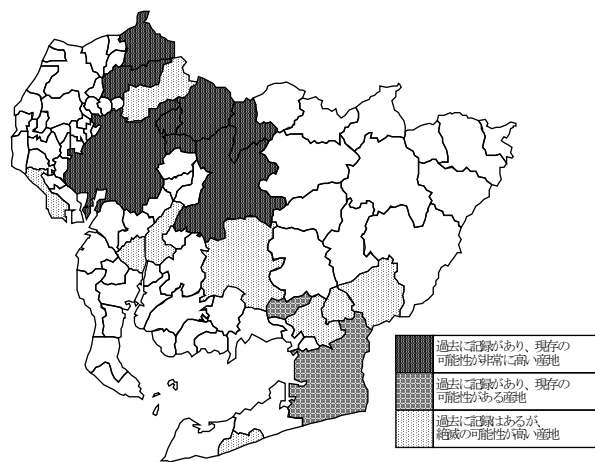 過去に記録があり、現存の
可能性が非常に高い産地
過去に記録があり、現存の
可能性がある産地
過去に記録はあるが、
絶滅の可能性が高い産地